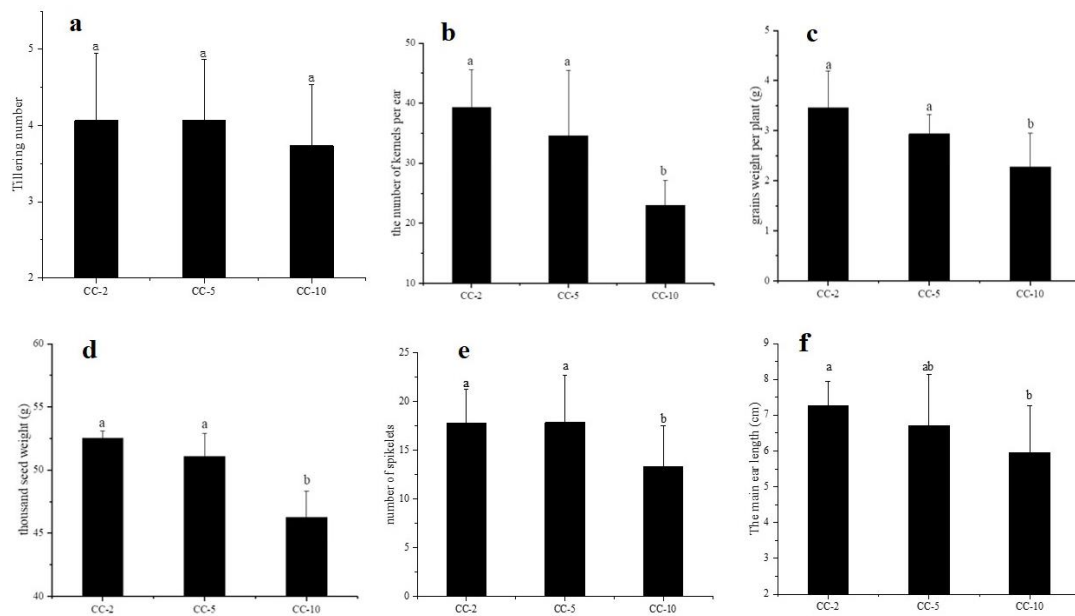 a
Tillering number
5
4
3
2
a
a
a
CC-2
CC-5
CC-10
b
the number of kernels per ear
50
40
30
20
10
a
a
b
CC-2
CC-5
CC-10
c
grains weight per plant (g)
5
4
3
2
1
0
a
a
b
CC-2
CC-5
CC-10
d
thousand seed weight (g)
60
55
50
45
40
a
a
b
CC-2
CC-5
CC-10
e
number of spikelets
25
20
15
10
5
0
a
a
b
CC-2
CC-5
CC-10
f
The main ear length (cm)
9
8
7
6
5
4
3
2
a
ab
b
CC-2
CC-5
CC-10